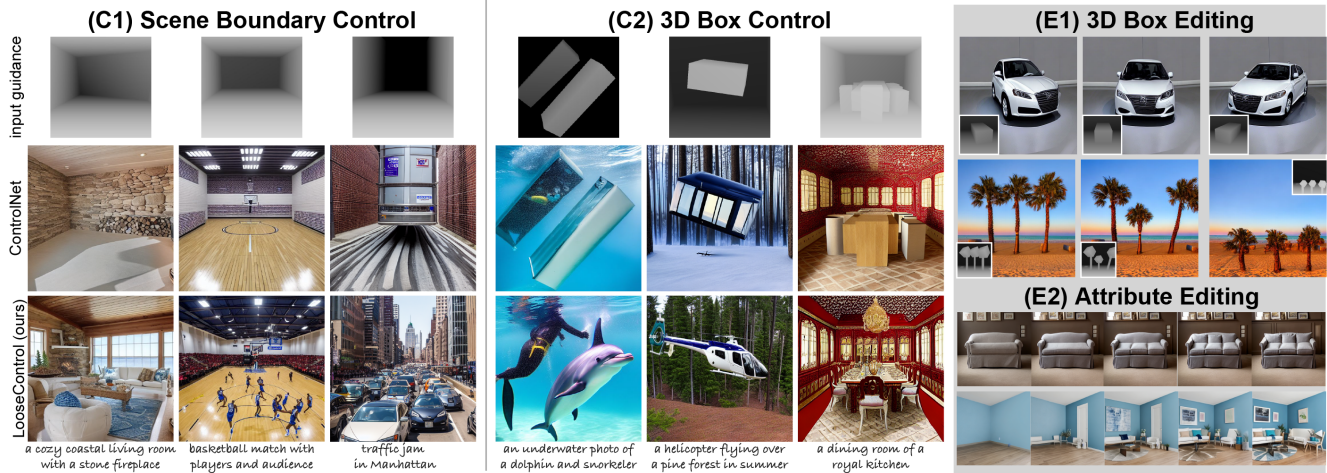 (C1) Scene Boundary Control
(C2) 3D Box Control
(E1) 3D Box Editing
input guidance
ControlNet
LooseControl (ours)
a cozy coastal living room
with a stone fireplace
basketball match with
players and audience
traffic jam
in Manhattan
an underwater photo of
a dolphin and snorkeler
a helicopter flying over
a pine forest in summer
a dining room of a
royal kitchen
(E2) Attribute Editing